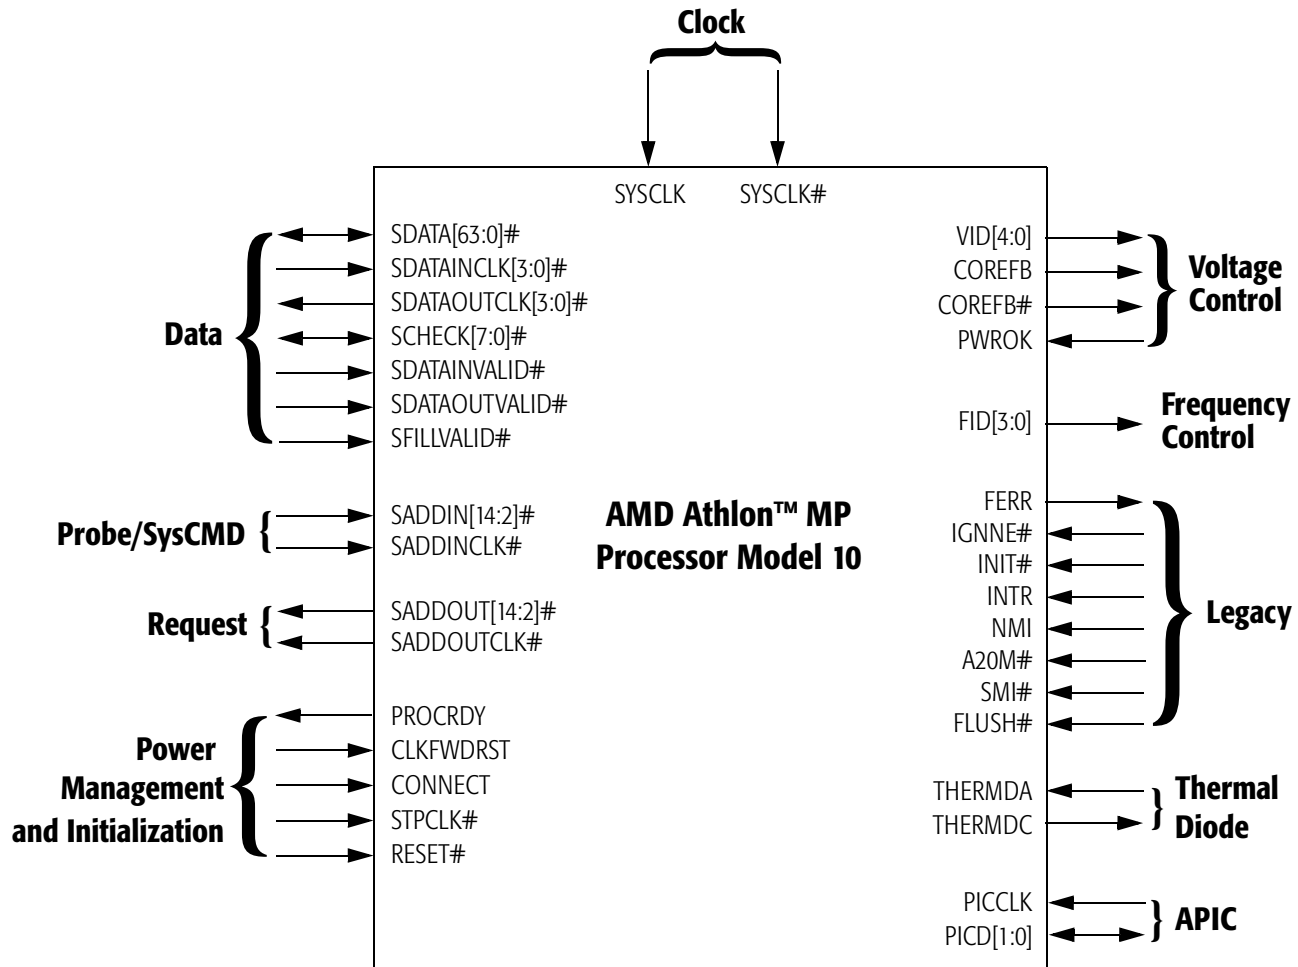 Clock
SYSCLK SYSCLK#
Data
SDATA[63:0]#
SDATAINCLK[3:0]#
SDATAOUTCLK[3:0]#
SCHECK[7:0]#
SDATAINVALID#
SDATAOUTVALID#
SFILLVALID#
Probe/SysCMD
SADDIN[14:2]#
SADDINCLK#
Request
SADDOUT[14:2]#
SADDOUTCLK#
Power
Management
and Initialization
PROCRDY
CLKFWDRST
CONNECT
STPCLK#
RESET#
AMD Athlon™ MP
Processor Model 10
VID[4:0]
COREFB
COREFB#
PWROK
Voltage
Control
FID[3:0]
Frequency
Control
FERR
IGNNE#
INIT#
INTR
NMI
A20M#
SMI#
FLUSH#
Legacy
THERMDA
THERMDC
Thermal
Diode
PICCLK
PICD[1:0]
APIC